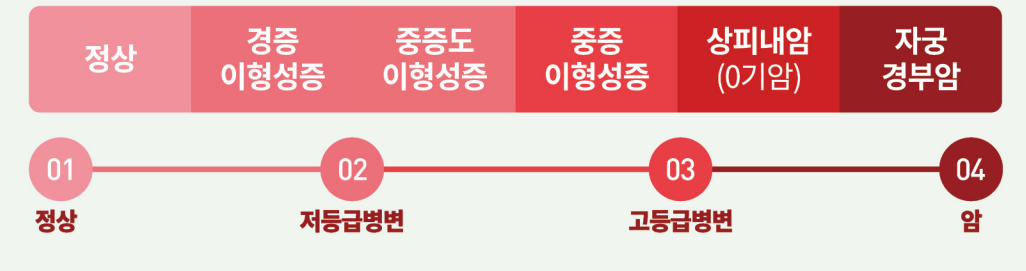 정상
경증
이형성증
중증도
이형성증
중증
이형성증
상피내암
(0기암)
자궁
경부암
01
02
03
04
정상
저등급병변
고등급병변
암